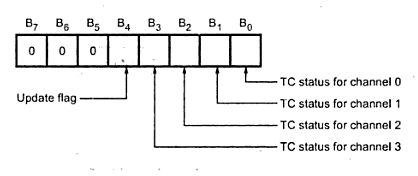 B7 B6 B5 B4 B3 B2 B1 B0
0 0 0
TC status for channel 0
Update flag
TC status for channel 1
TC status for channel 2
TC status for channel 3